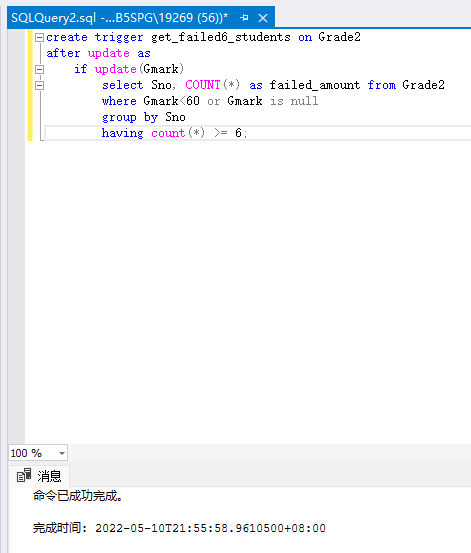 SQLQuery2.sql -...B5SPG\19269 (56))*
create trigger get_failed6_students on Grade2
after update as
if update(Gmark)
select Sno, COUNT(*) as failed_amount from Grade2
where Gmark<60 or Gmark is null
group by Sno
having count(*) >= 6;
100 %
消息
命令已成功完成。
完成时间: 2022-05-10T21:55:58.9610500+08:00